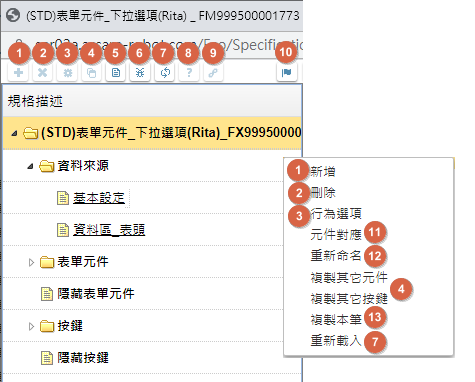 (STD)表單元件_下拉選項(Rita) _ FM999500001773
1 2 3 4 5 6 7 8 9 10
規格描述
(STD)表單元件_下拉選項(Rita)_FX99950000
資料來源
基本設定
資料區_表頭
表單元件
隱藏表單元件
按鍵
隱藏按鍵
1 新增
2 刪除
3 行為選項
元件對應 11
重新命名 12
複製其它元件
4
複製其它按鍵
複製本筆 13
重新載入 7